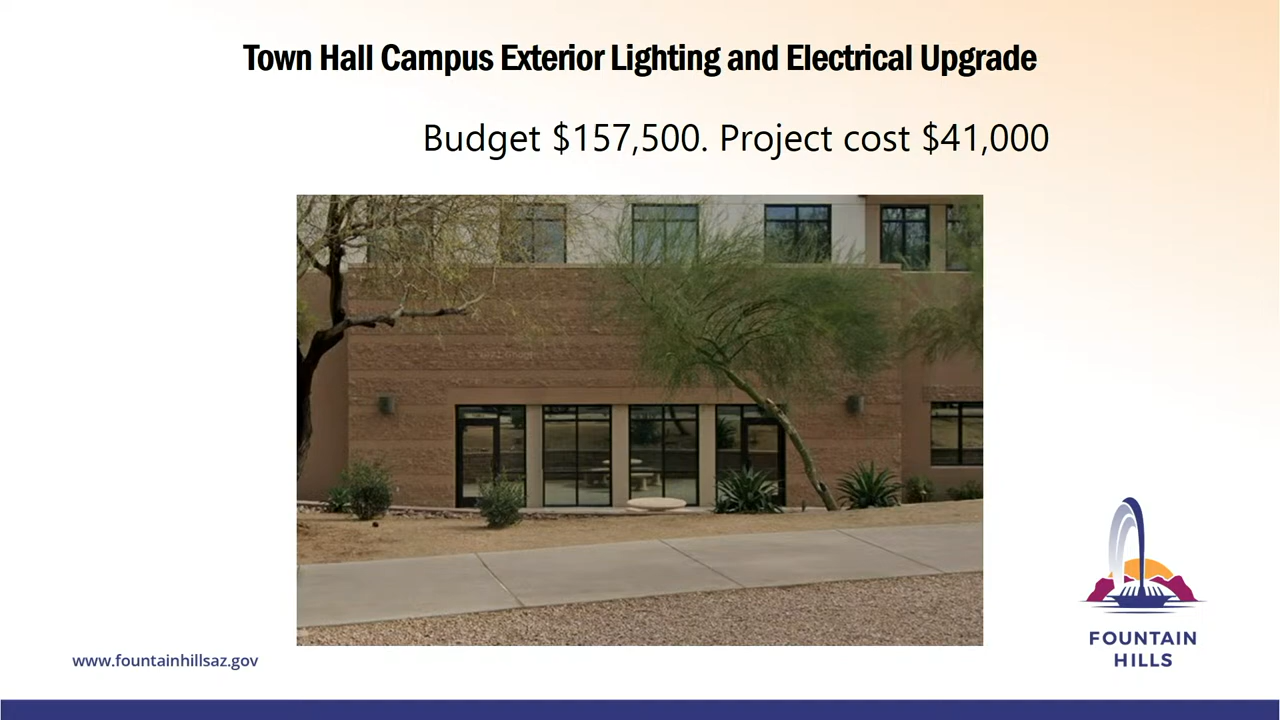 Town Hall Campus Exterior Lighting and Electrical Upgrade
Budget $157,500. Project cost $41,000
www.fountainhillsaz.gov
FOUNTAIN
HILLS